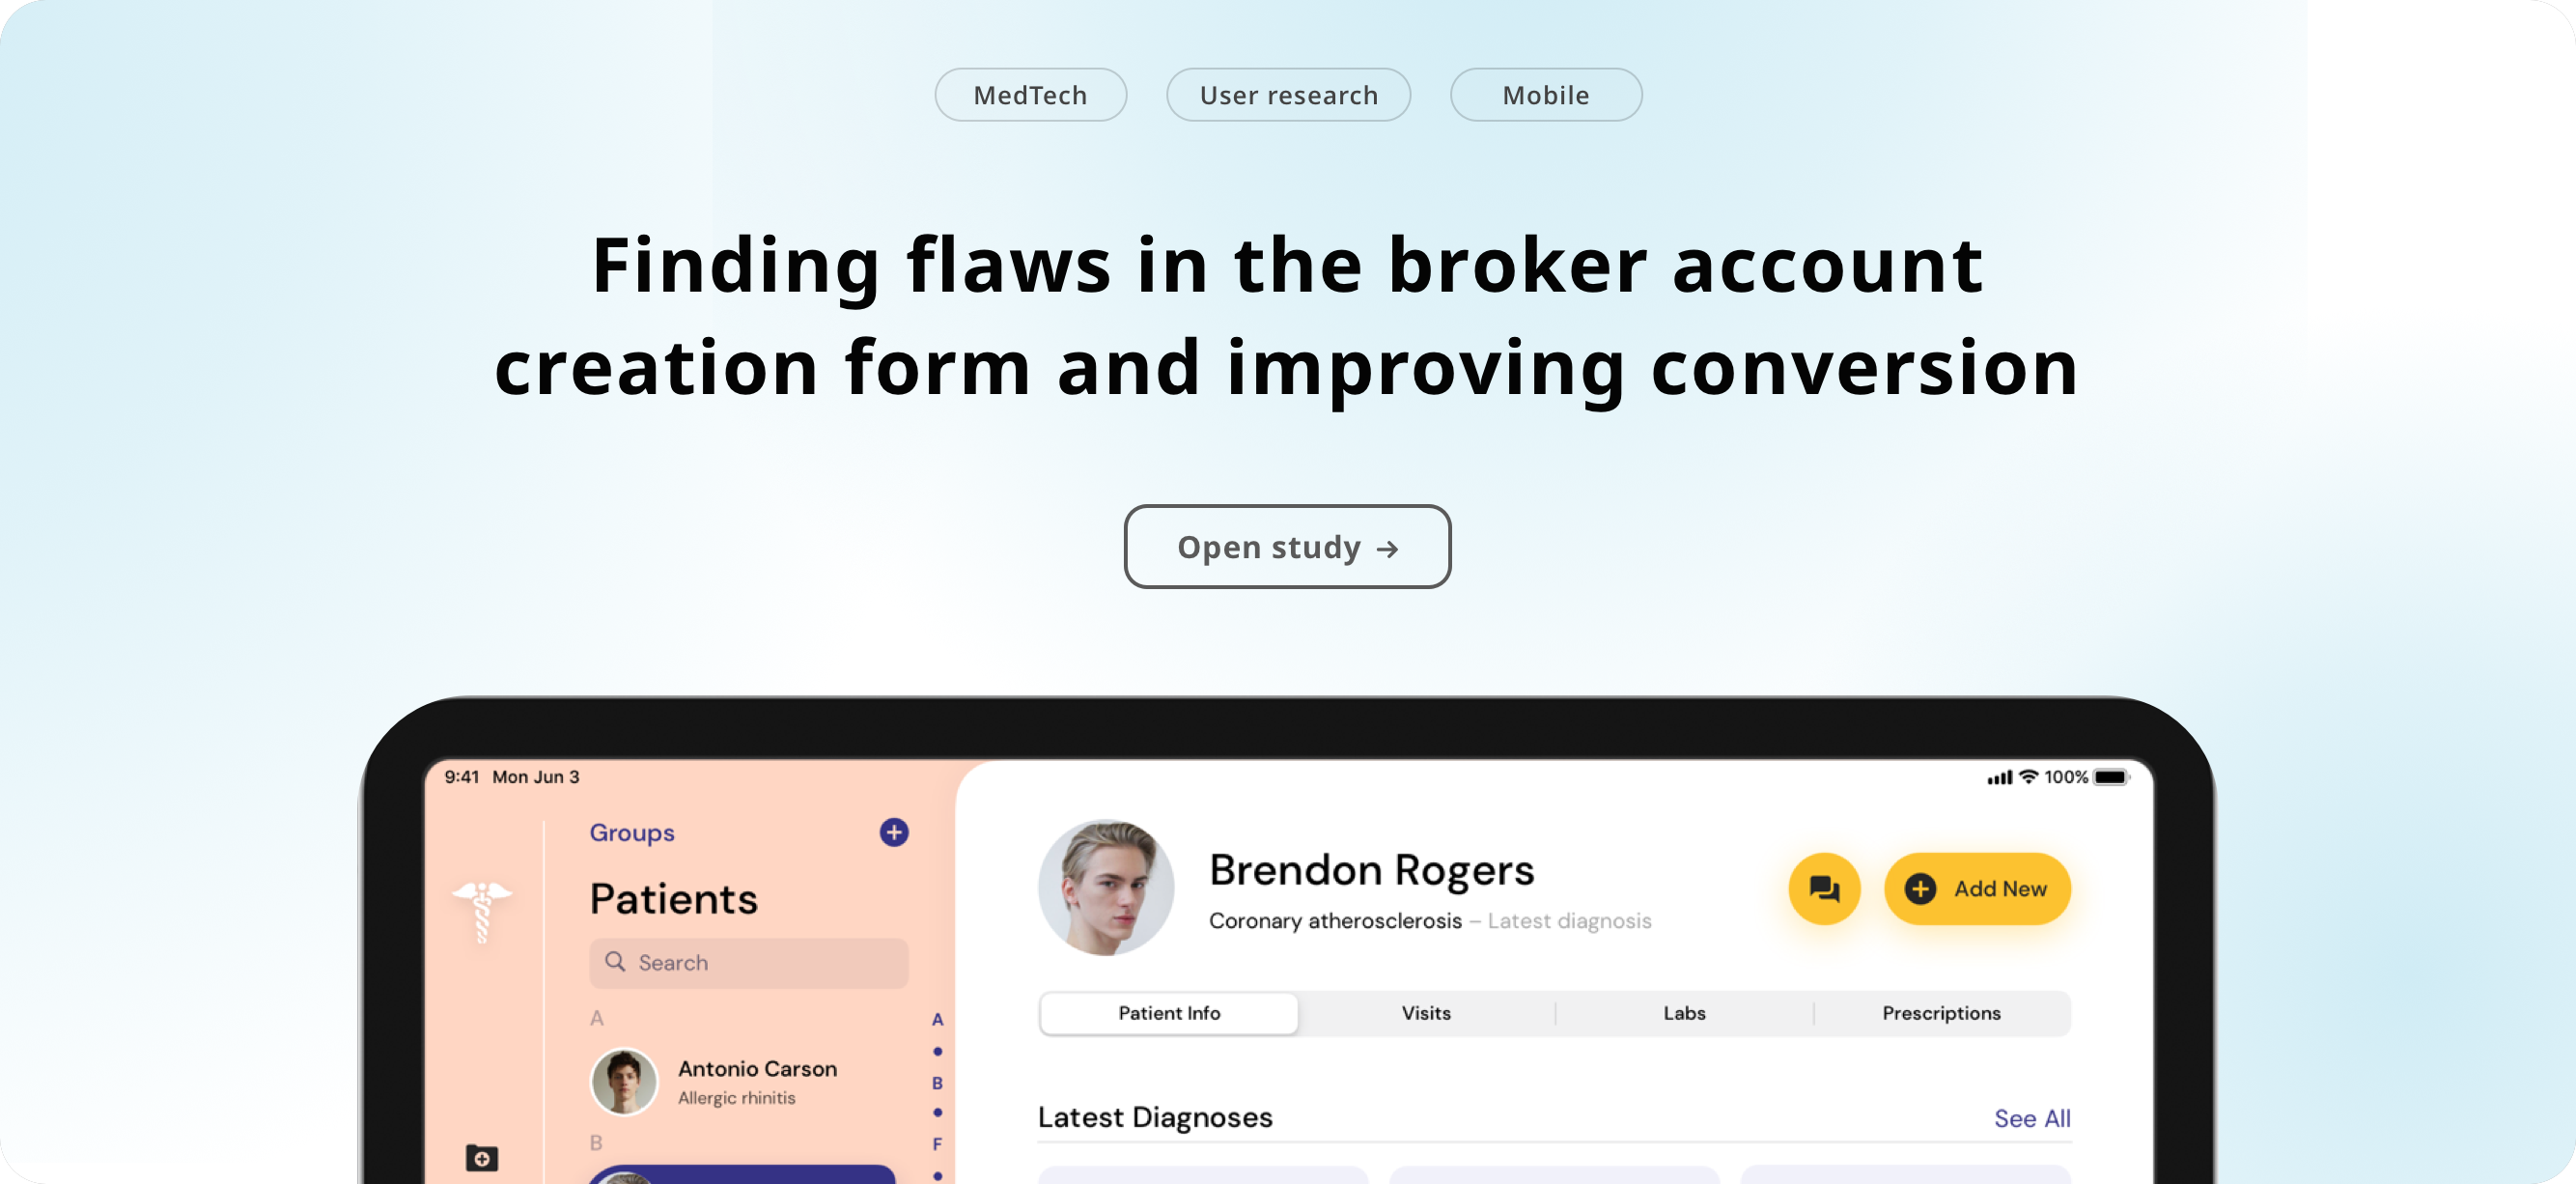 MedTech
User research
Mobile
Finding flaws in the broker account
creation form and improving conversion
Open study →
9:41 Mon Jun 3
100%
Groups
Patients
Search
A
Antonio Carson
Allergic rhinitis
B
A
B
F
Brendon Rogers
Coronary atherosclerosis – Latest diagnosis
Add New
Patient Info
Visits
Labs
Prescriptions
Latest Diagnoses
See All